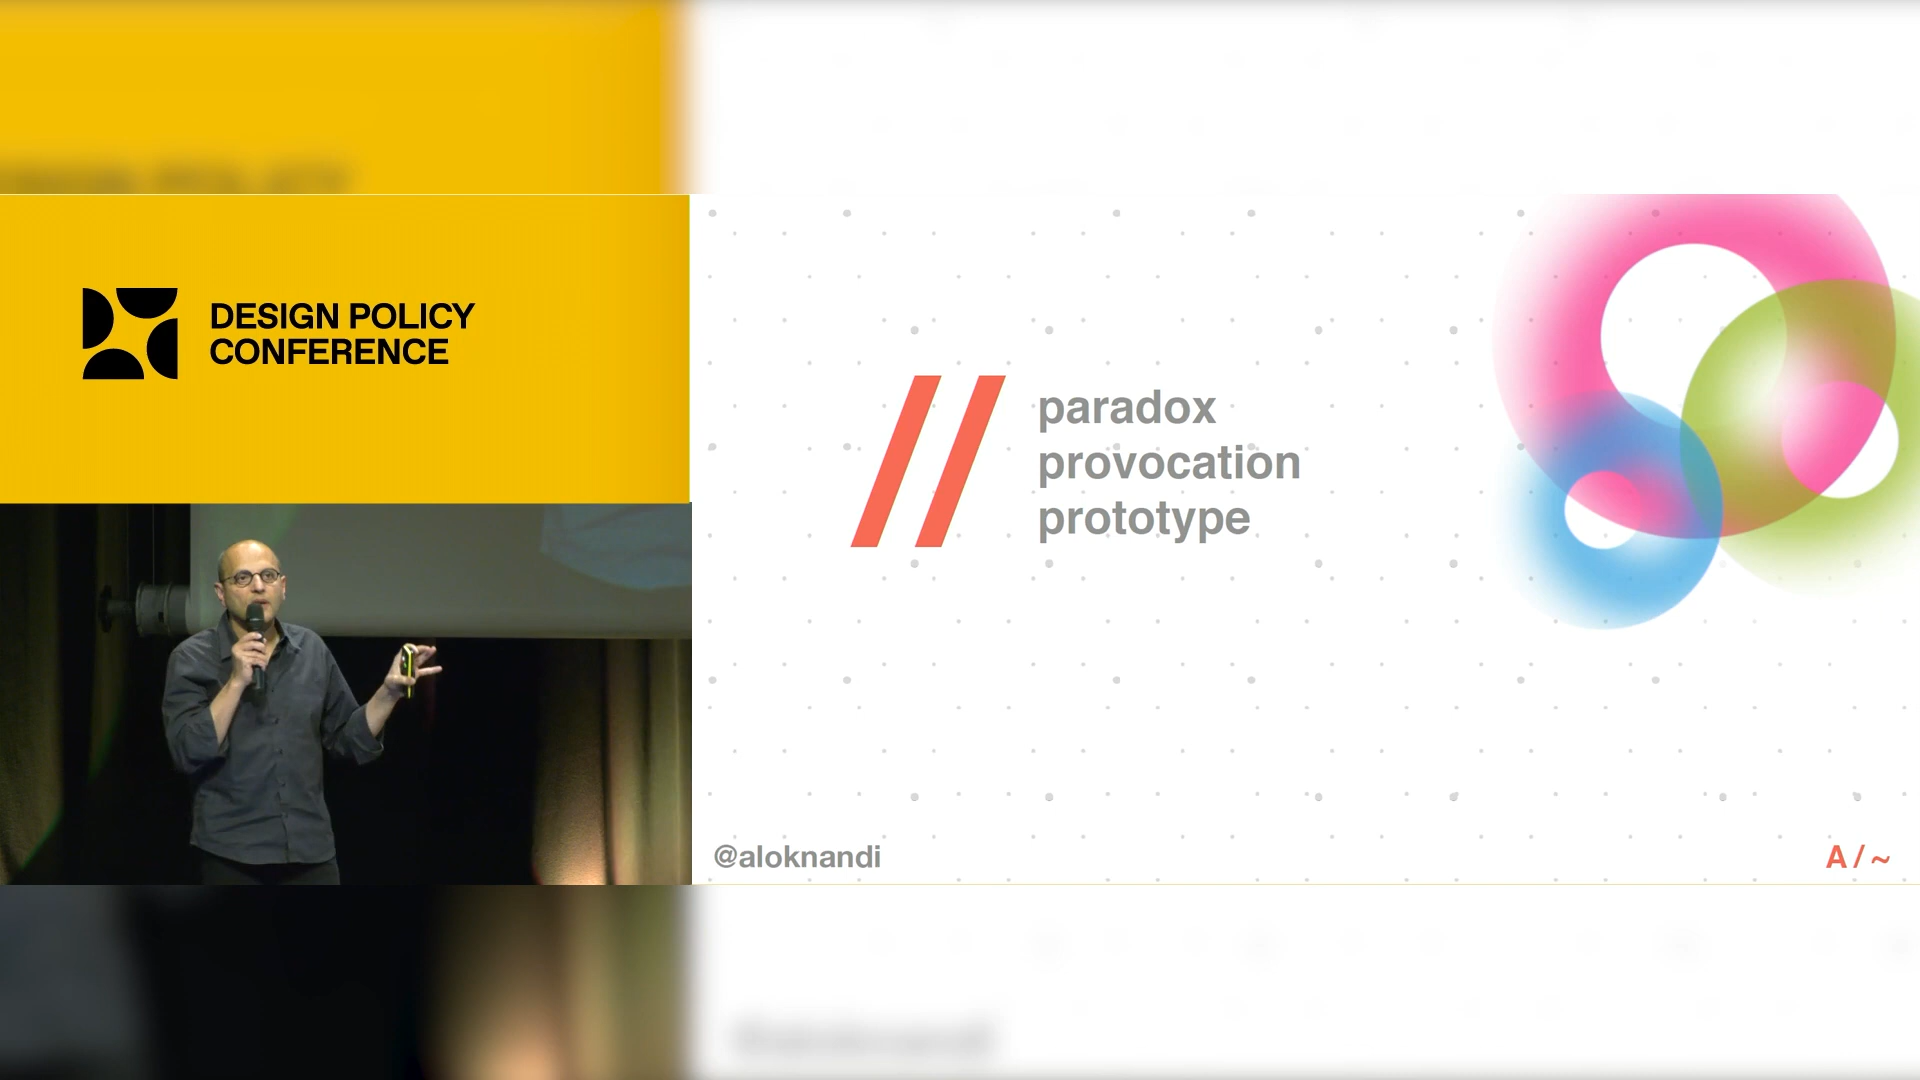 DESIGN POLICY
CONFERENCE
//
paradox
provocation
prototype
@aloknandi
A / ~